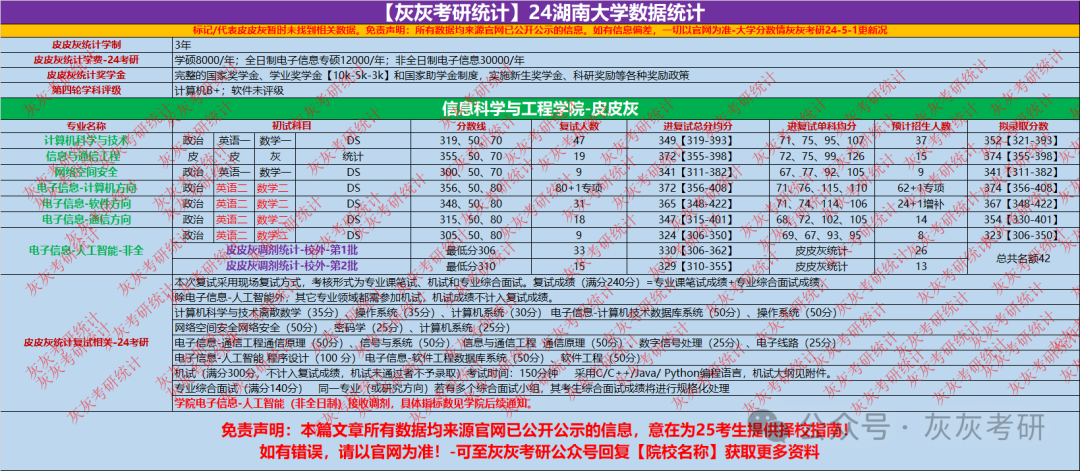 【灰灰考研统计】24湖南大学数据统计
标记/代表皮皮灰暂时未找到相关数据。免责声明：所有数据均来源官网已公开公示的信息。如有信息偏差，一切以官网为准-大学分数情灰灰考研24-5-1更新况
皮皮灰统计学制 3年
皮皮灰统计学费-24考研 学硕8000/年；全日制电子信息专硕12000/年；非全日制电子信息30000/年
皮皮灰统计奖学金 完整的国家奖学金、学业奖学金【10k-5k-3k】和国家助学金制度，实施新生奖学金、科研奖励等各种奖励政策
第四轮学科评级 计算机B+；软件未评级
信息科学与工程学院-皮皮灰
专业名称 初试科目 分数线 复试人数 进复试总分均分 进复试单科均分 预计招生人数 拟录取分数
计算机科学与技术 政治 英语一 数学一 DS 319、50、70 47 349【319-393】 71、75、95、107 37 352【321-393】
信息与通信工程 皮 皮 灰 统计 355、50、70 19 372【355-398】 72、75、99、126 15 374【355-398】
网络空间安全 政治 英语一 数学一 DS 300、50、70 9 341【311-382】 67、77、92、105 9 341【311-382】
电子信息-计算机方向 政治 英语二 数学二 DS 356、50、80 80+1专项 372【356-408】 71、76、115、110 62+1专项 374【356-408】
电子信息-软件方向 政治 英语二 数学二 DS 348、50、80 31 365【348-422】 71、74、114、106 24+1增补 367【348-422】
电子信息-通信方向 政治 英语二 数学二 DS 315、50、80 18 347【315-401】 68、72、102、105 14 354【330-401】
电子信息-人工智能-非全 政治 英语二 数学二 DS 305、50、80 9 324【306-350】 69、67、93、95 8 323【306-350】
皮皮灰调剂统计-校外-第1批 最低分306 33 330【306-362】 皮皮灰统计 26 总共名额42
皮皮灰调剂统计-校外-第2批 最低分310 15 329【310-355】 皮皮灰统计 13
皮皮灰统计复试相关-24考研
本次复试采用现场复试方式，考核形式为专业课笔试、机试和专业综合面试。复试成绩（满分240分）=专业课笔试成绩+专业综合面试成绩。
除电子信息-人工智能外，其它专业领域都需参加机试，机试成绩不计入复试成绩。
计算机科学与技术离散数学（35分）、操作系统（35分）、计算机系统（30分） 电子信息-计算机技术数据库系统（50分）、操作系统（50分）
网络空间安全网络安全（50分）、密码学（25分）、计算机系统（25分）
电子信息-通信工程通信原理（50分）、信号与系统（50分） 信息与通信工程 通信原理（50分）、数字信号处理（25分）、电子线路（25分）
电子信息-人工智能 程序设计（100 分） 电子信息-软件工程数据库系统（50分）、软件工程（50分）
机试（满分300分，不计入复试成绩，机试未通过者不予录取）考试时间：150分钟 采用C/C++/Java/ Python编程语言，机试大纲见附件。
专业综合面试（满分140分） 同一专业（或研究方向）若有多个综合面试小组，其考生综合面试成绩将进行规格化处理
学院电子信息-人工智能（非全日制）接收调剂，具体指标数见学院后续通知。
免责声明：本篇文章所有数据均来源官网已公开公示的信息，意在为25考生提供择校指南！
如有错误，请以官网为准！-可至灰灰考研公众号回复【院校名称】获取更多资料
公众号·灰灰考研